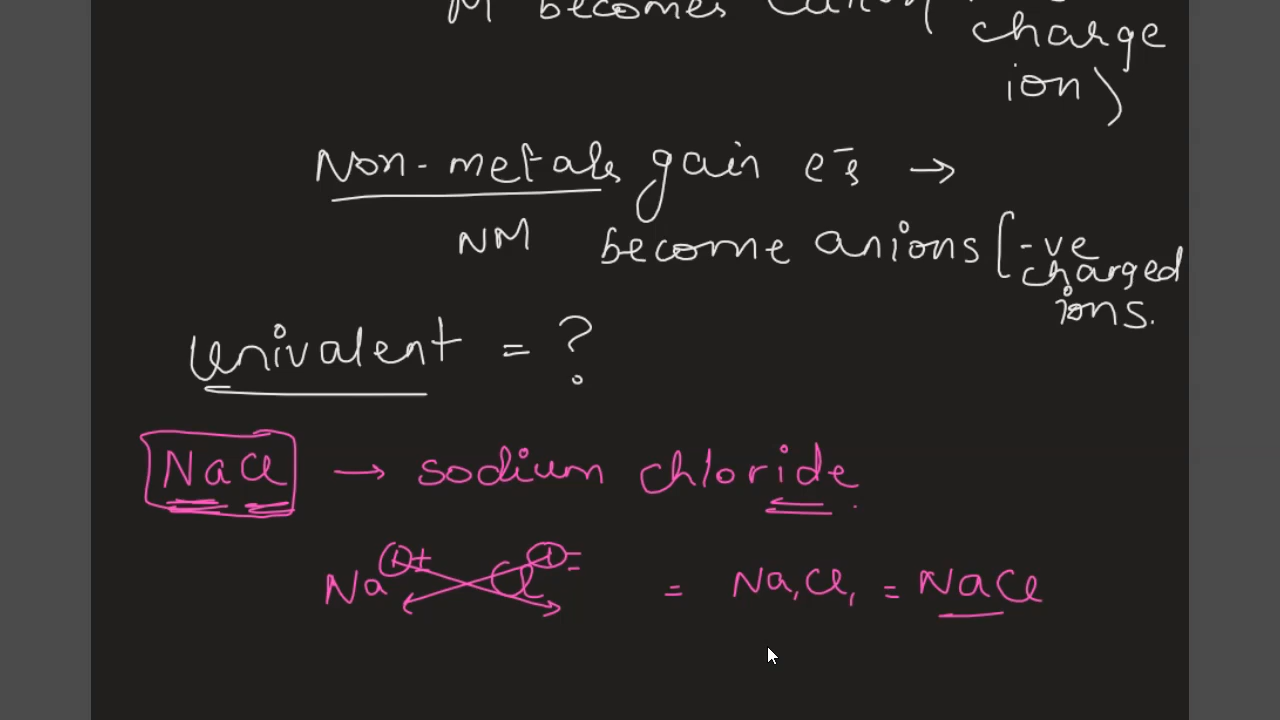 M becomes
charge
ion)
Non-metals gain e⁻s →
NM become anions [-ve
charged
ions.
Univalent = ?
NaCl → sodium chloride.
Na¹⁺ Cl¹⁻ = Na₁Cl₁ = NaCl